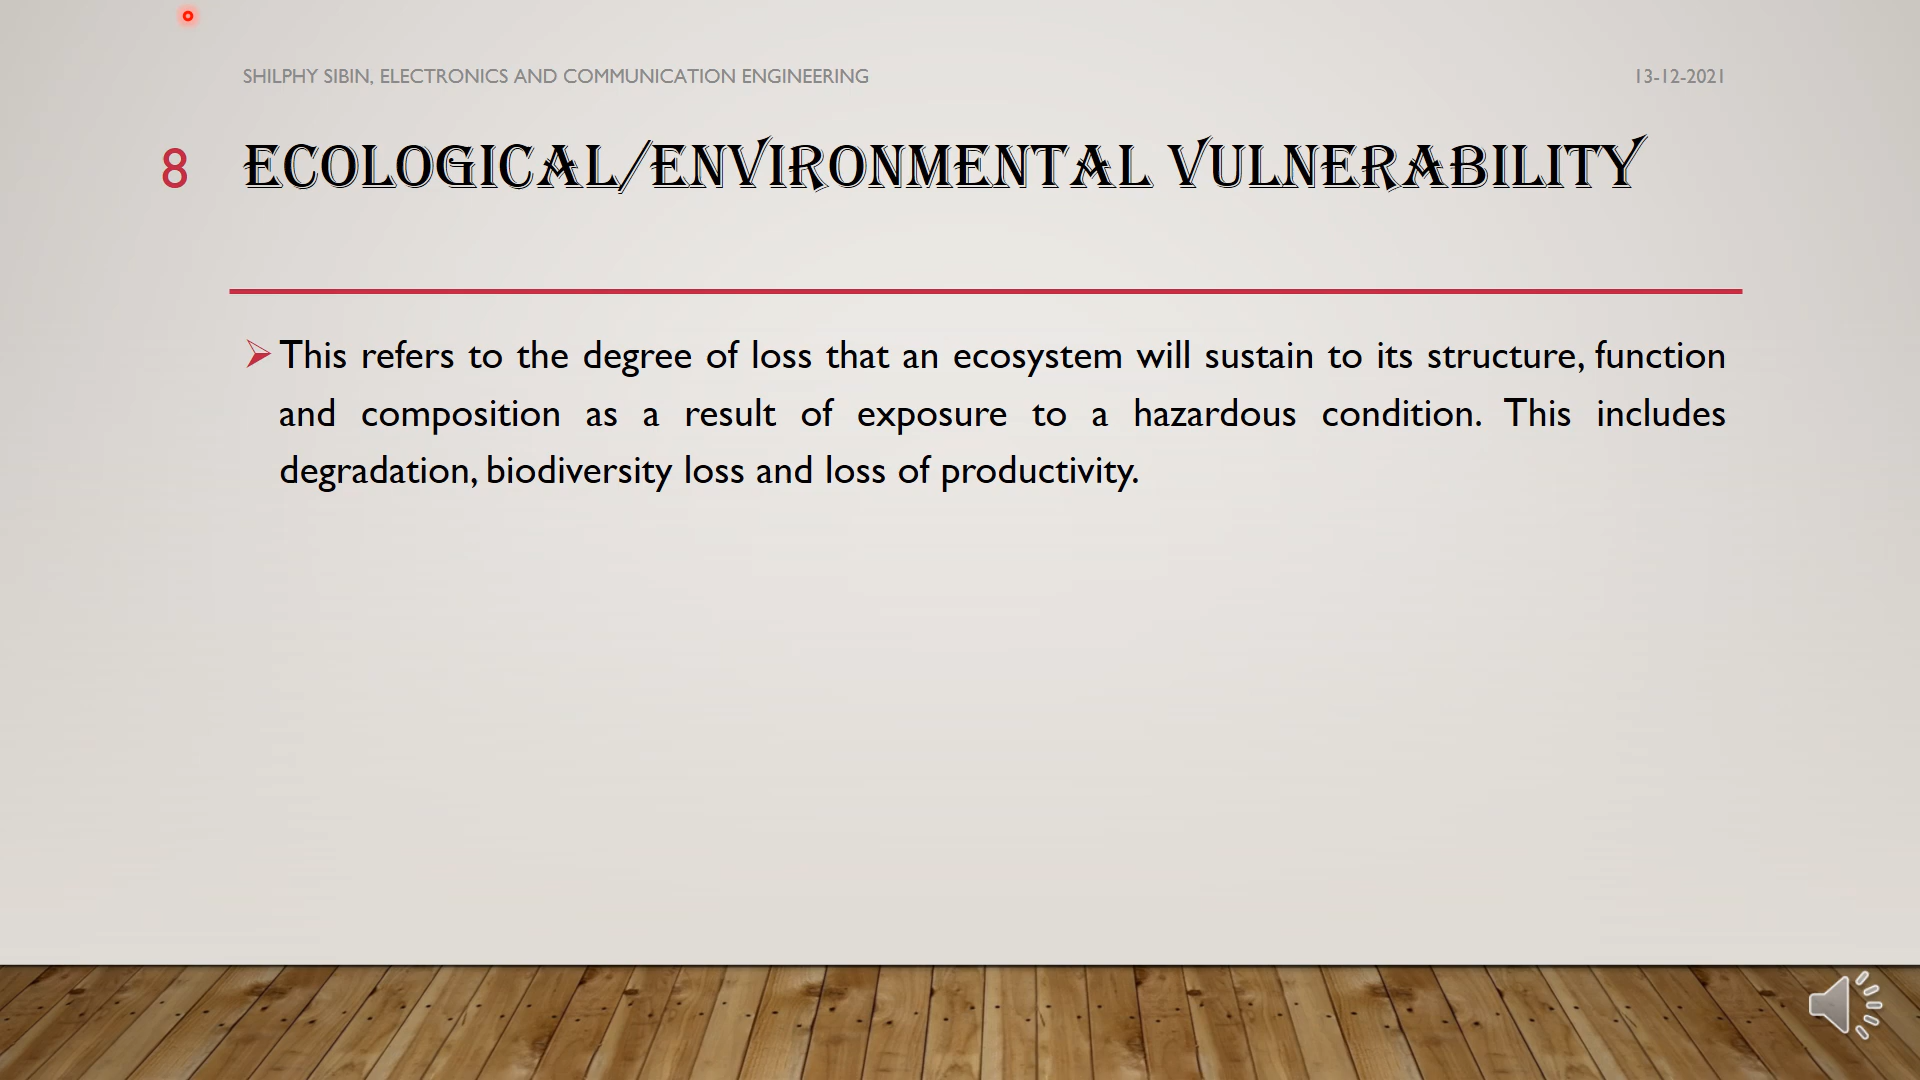 SHILPHY SIBIN, ELECTRONICS AND COMMUNICATION ENGINEERING
13-12-2021
8
ECOLOGICAL/ENVIRONMENTAL VULNERABILITY
This refers to the degree of loss that an ecosystem will sustain to its structure, function
and composition as a result of exposure to a hazardous condition. This includes
degradation, biodiversity loss and loss of productivity.